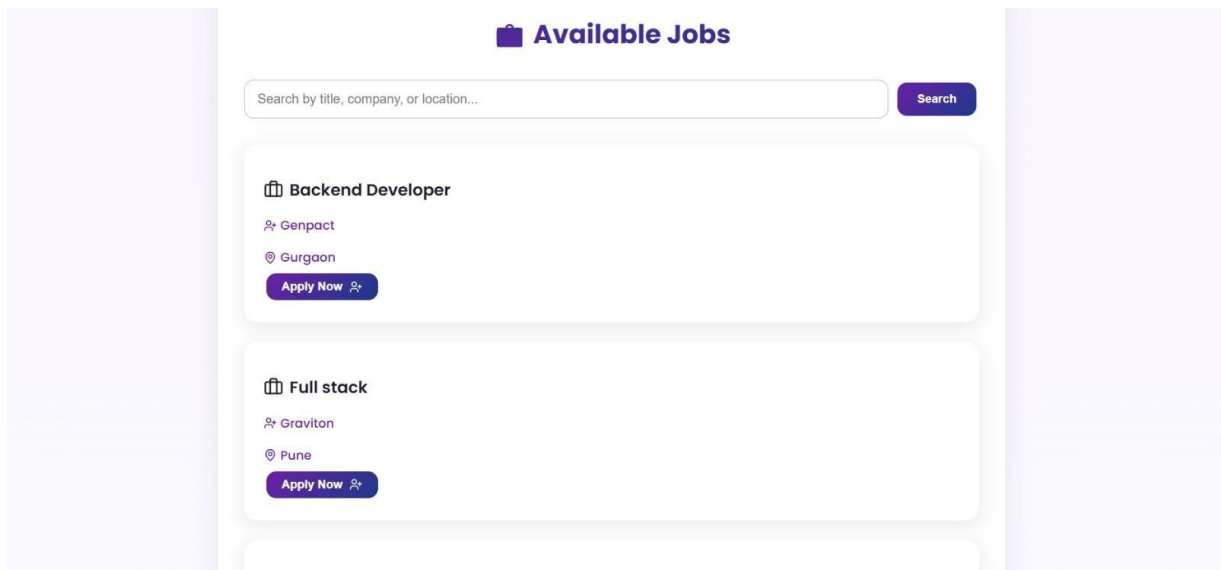 Available Jobs
Search by title, company, or location...
Search
Backend Developer
Genpact
Gurgaon
Apply Now
Full stack
Graviton
Pune
Apply Now